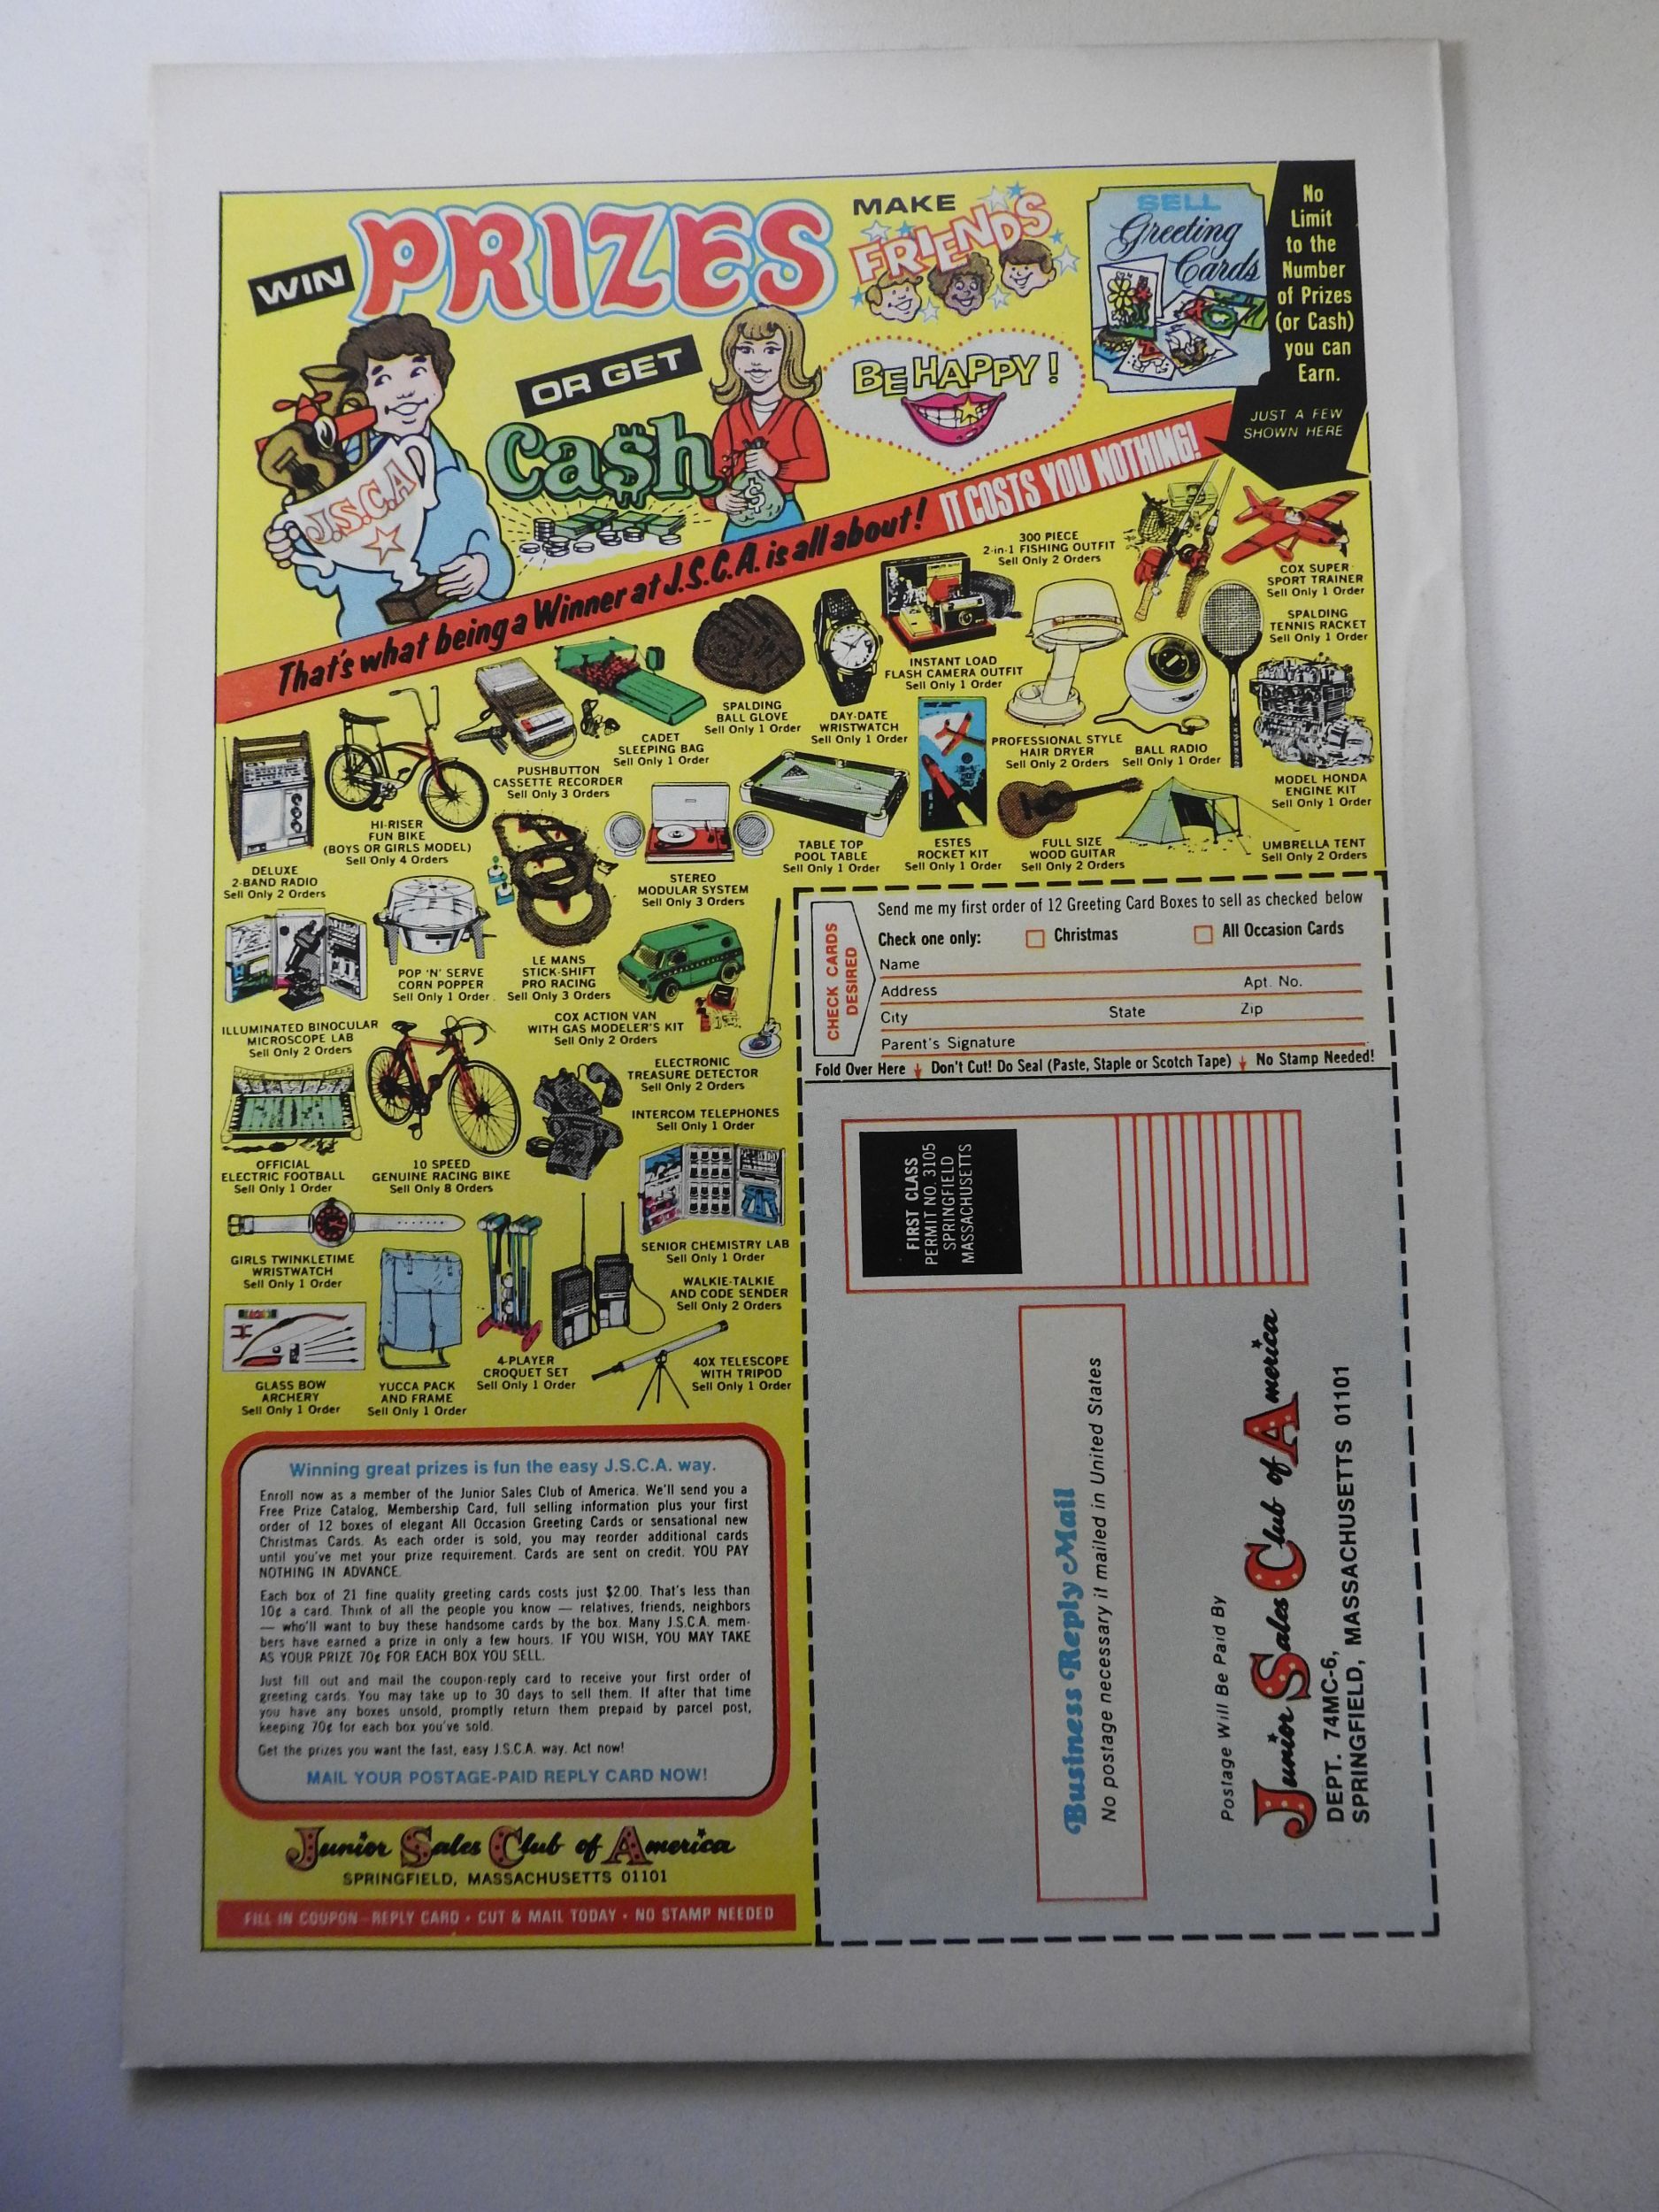 WIN PRIZES
MAKE
FRIENDS
SELL
Greeting
Cards
No
Limit
to the
Number
of Prizes
(or Cash)
you can
Earn.
JUST A FEW
SHOWN HERE
OR GET
Ca$h
BE HAPPY!
J.S.C.A
$
That's what being a Winner at J.S.C.A. is all about! IT COSTS YOU NOTHING!
300 PIECE
2-in-1 FISHING OUTFIT
Sell Only 2 Orders
COX SUPER
SPORT TRAINER
Sell Only 1 Order
SPALDING
TENNIS RACKET
Sell Only 1 Order
INSTANT LOAD
FLASH CAMERA OUTFIT
Sell Only 1 Order
SPALDING
BALL GLOVE
Sell Only 1 Order
DAY-DATE
WRISTWATCH
Sell Only 1 Order
CADET
SLEEPING BAG
Sell Only 1 Order
PROFESSIONAL STYLE
HAIR DRYER
Sell Only 2 Orders
BALL RADIO
Sell Only 1 Order
PUSHBUTTON
CASSETTE RECORDER
Sell Only 3 Orders
MODEL HONDA
ENGINE KIT
Sell Only 1 Order
HI-RISER
FUN BIKE
(BOYS OR GIRLS MODEL)
Sell Only 4 Orders
TABLE TOP
POOL TABLE
Sell Only 1 Order
ESTES
ROCKET KIT
Sell Only 1 Order
FULL SIZE
WOOD GUITAR
Sell Only 2 Orders
UMBRELLA TENT
Sell Only 2 Orders
DELUXE
2-BAND RADIO
Sell Only 2 Orders
STEREO
MODULAR SYSTEM
Sell Only 3 Orders
POP 'N' SERVE
CORN POPPER
Sell Only 1 Order
LE MANS
STICK-SHIFT
PRO RACING
Sell Only 3 Orders
COX ACTION VAN
WITH GAS MODELER'S KIT
Sell Only 2 Orders
ILLUMINATED BINOCULAR
MICROSCOPE LAB
Sell Only 2 Orders
ELECTRONIC
TREASURE DETECTOR
Sell Only 2 Orders
INTERCOM TELEPHONES
Sell Only 1 Order
OFFICIAL
ELECTRIC FOOTBALL
Sell Only 1 Order
10 SPEED
GENUINE RACING BIKE
Sell Only 8 Orders
SENIOR CHEMISTRY LAB
Sell Only 1 Order
GIRLS TWINKLETIME
WRISTWATCH
Sell Only 1 Order
WALKIE-TALKIE
AND CODE SENDER
Sell Only 2 Orders
4-PLAYER
CROQUET SET
Sell Only 1 Order
40X TELESCOPE
WITH TRIPOD
Sell Only 1 Order
GLASS BOW
ARCHERY
Sell Only 1 Order
YUCCA PACK
AND FRAME
Sell Only 1 Order
Winning great prizes is fun the easy J.S.C.A. way.
Enroll now as a member of the Junior Sales Club of America. We'll send you a
Free Prize Catalog, Membership Card, full selling information plus your first
order of 12 boxes of elegant All Occasion Greeting Cards or sensational new
Christmas Cards. As each order is sold, you may reorder additional cards
until you've met your prize requirement. Cards are sent on credit. YOU PAY
NOTHING IN ADVANCE.
Each box of 21 fine quality greeting cards costs just $2.00. That's less than
10¢ a card. Think of all the people you know — relatives, friends, neighbors
— who'll want to buy these handsome cards by the box. Many J.S.C.A. mem-
bers have earned a prize in only a few hours. IF YOU WISH, YOU MAY TAKE
AS YOUR PRIZE 70¢ FOR EACH BOX YOU SELL.
Just fill out and mail the coupon-reply card to receive your first order of
greeting cards. You may take up to 30 days to sell them. If after that time
you have any boxes unsold, promptly return them prepaid by parcel post,
keeping 70¢ for each box you've sold.
Get the prizes you want the fast, easy J.S.C.A. way. Act now!
MAIL YOUR POSTAGE-PAID REPLY CARD NOW!
Junior Sales Club of America
SPRINGFIELD, MASSACHUSETTS 01101
FILL IN COUPON-REPLY CARD • CUT & MAIL TODAY • NO STAMP NEEDED
CHECK CARDS
DESIRED
Send me my first order of 12 Greeting Card Boxes to sell as checked below
Check one only: Christmas All Occasion Cards
Name
Address Apt. No.
City State Zip
Parent's Signature
Fold Over Here Don't Cut! Do Seal (Paste, Staple or Scotch Tape) No Stamp Needed!
FIRST CLASS
PERMIT NO. 3105
SPRINGFIELD
MASSACHUSETTS
Business Reply Mail
No postage necessary if mailed in United States
Postage Will Be Paid By
Junior Sales Club of America
DEPT. 74MC-6,
SPRINGFIELD, MASSACHUSETTS 01101